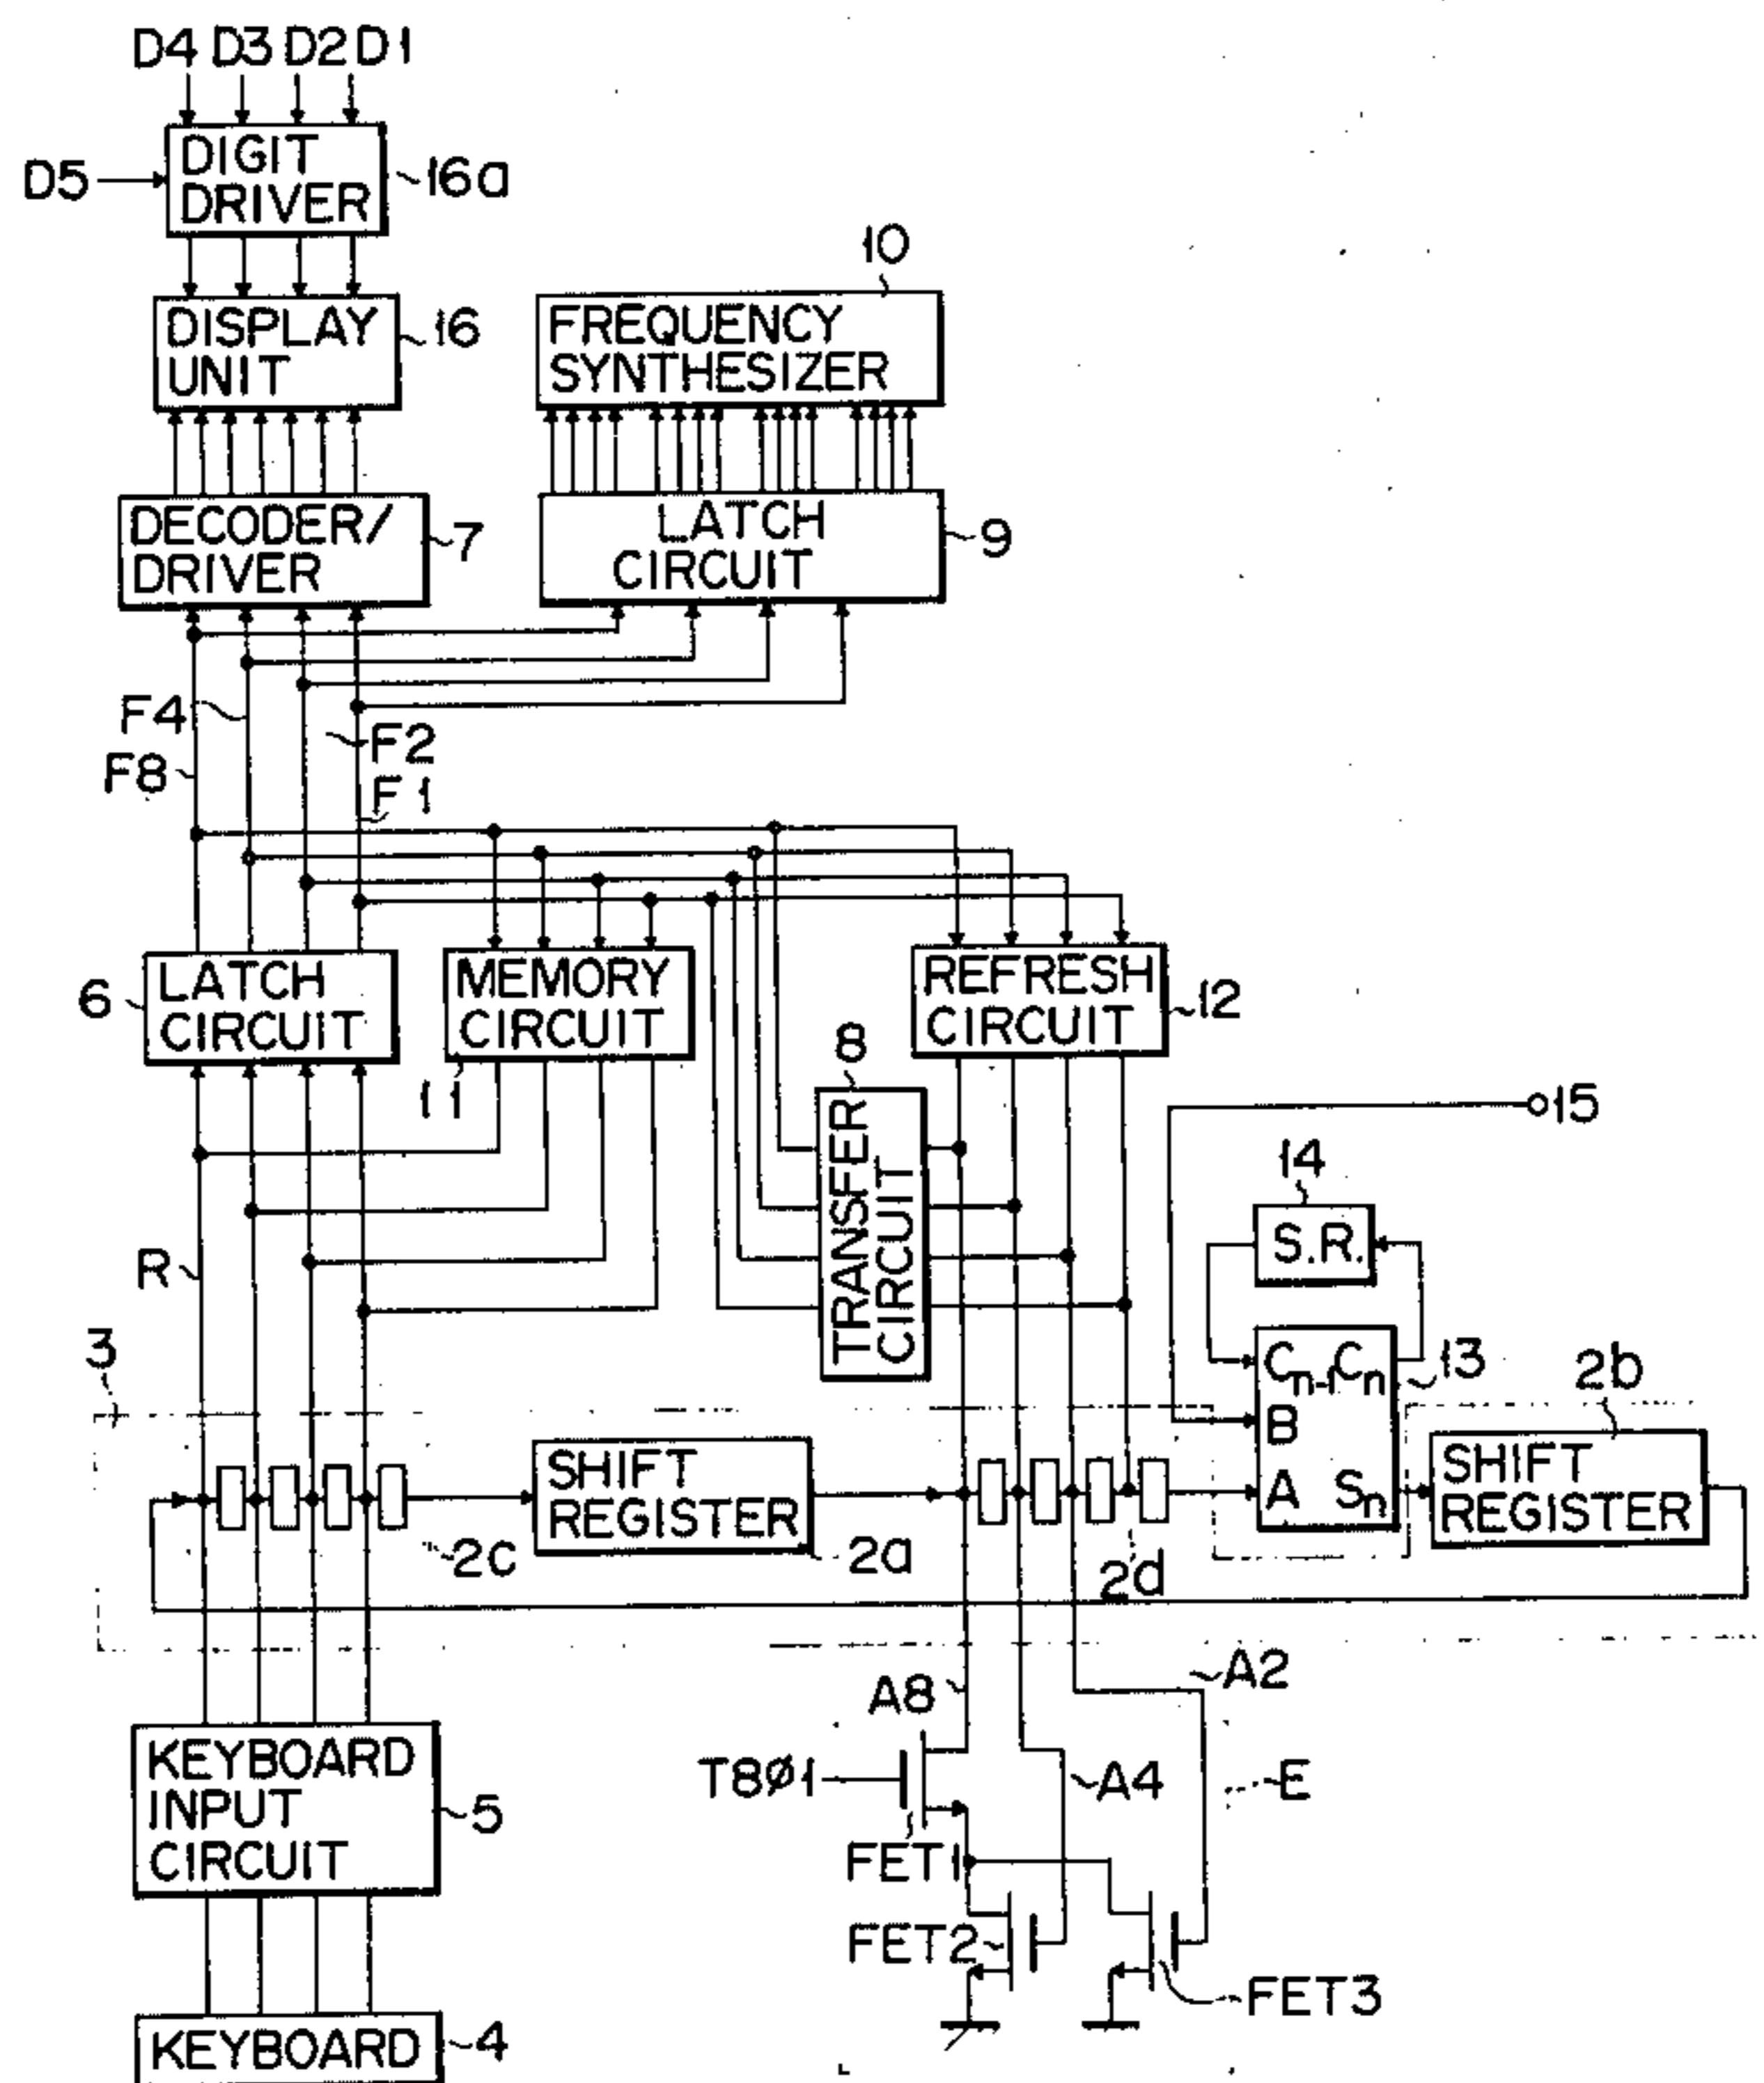 D4 D3 D2 D1
DIGIT
DRIVER
16a
D5
10
DISPLAY
UNIT
16
FREQUENCY
SYNTHESIZER
DECODER/
DRIVER
7
LATCH
CIRCUIT
9
F4
F2
F8
F1
LATCH
CIRCUIT
6
MEMORY
CIRCUIT
11
REFRESH
CIRCUIT
12
8
TRANSFER
CIRCUIT
15
14
S.R.
R
3
Cn-1 Cn
B
A Sn
13
2b
SHIFT
REGISTER
2c
SHIFT
REGISTER
2a
2d
A8
A2
KEYBOARD
INPUT
CIRCUIT
5
T8Ø1
A4
E
FET1
FET2
FET3
KEYBOARD
4